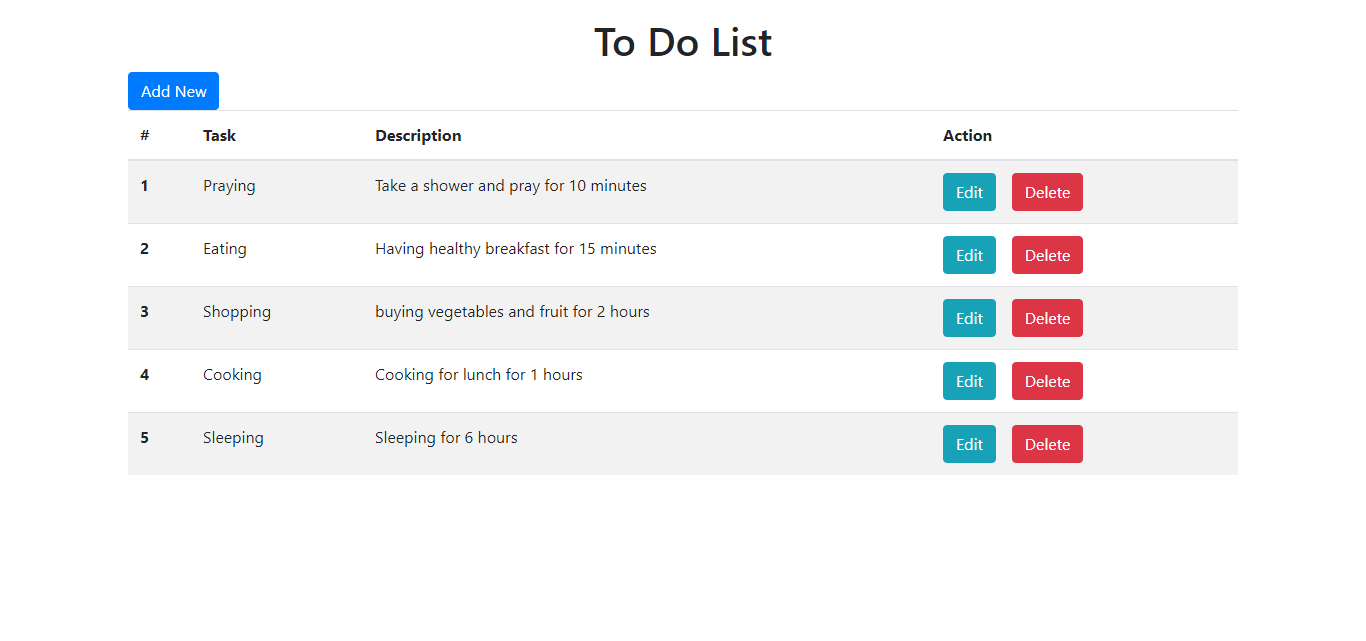 To Do List
Add New
# Task Description Action
1 Praying Take a shower and pray for 10 minutes Edit Delete
2 Eating Having healthy breakfast for 15 minutes Edit Delete
3 Shopping buying vegetables and fruit for 2 hours Edit Delete
4 Cooking Cooking for lunch for 1 hours Edit Delete
5 Sleeping Sleeping for 6 hours Edit Delete